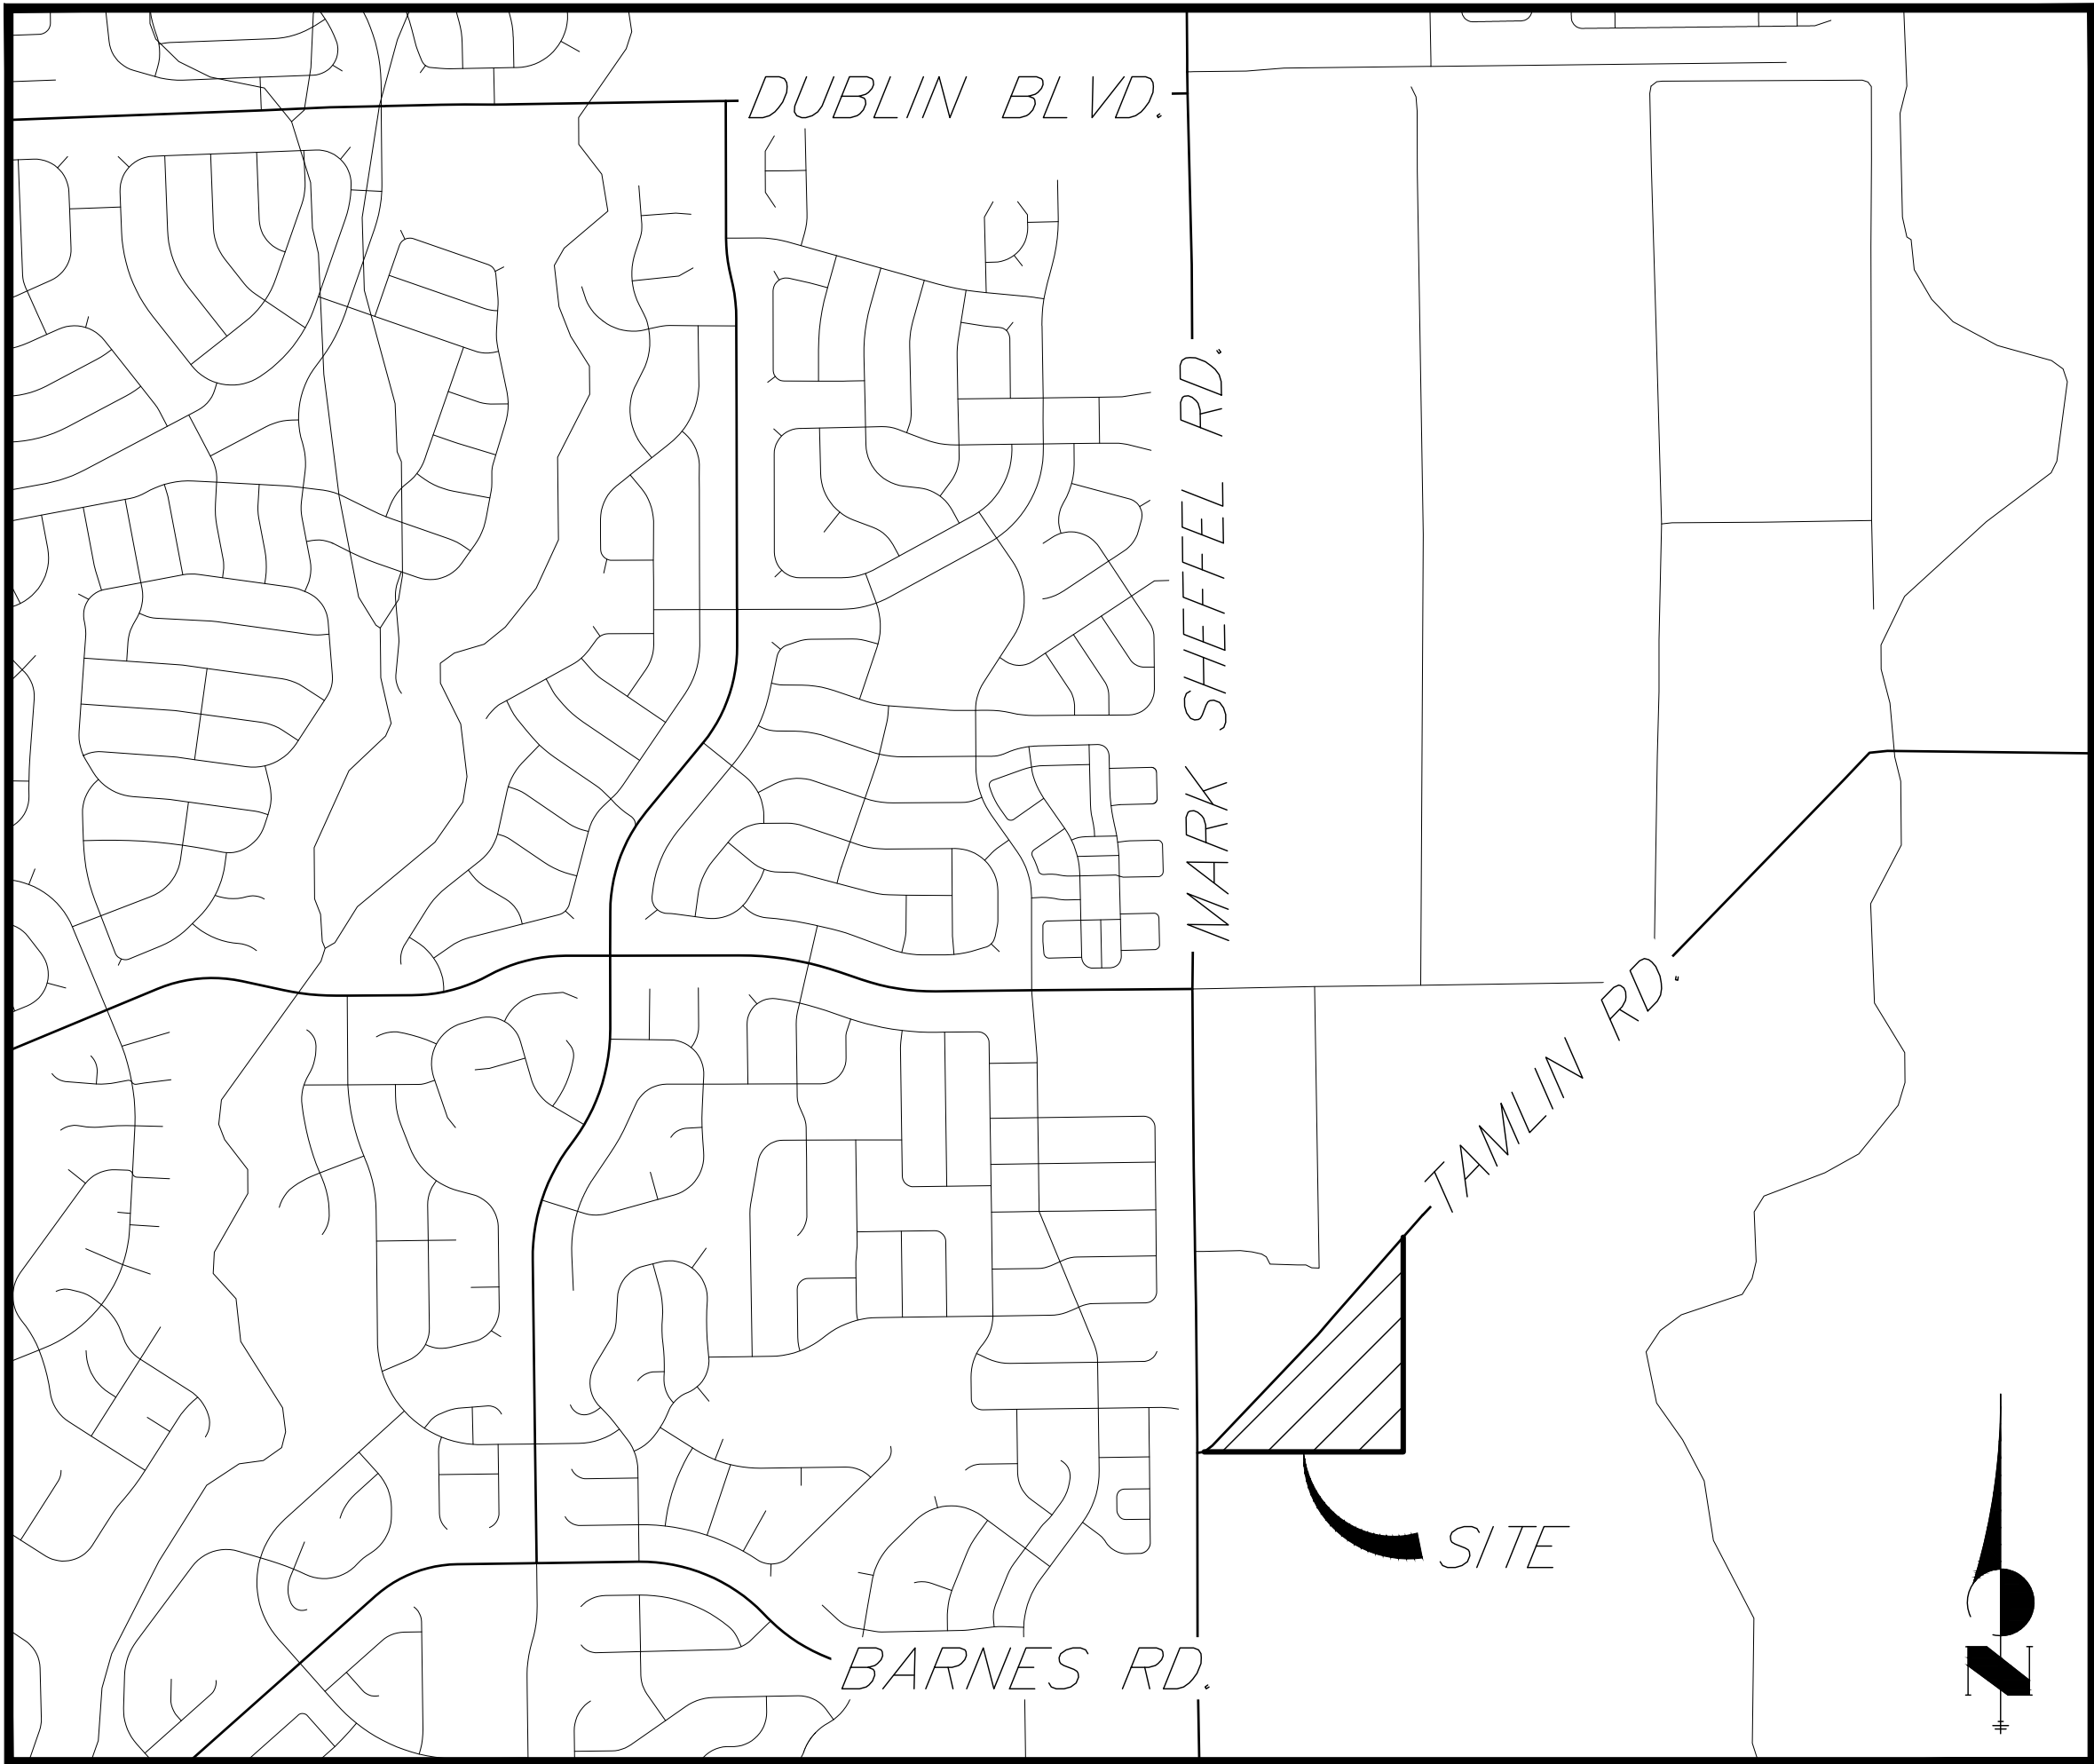 DUBLIN BLVD.
MARK SHEFFEL RD.
TAMLIN RD.
SITE
BARNES RD.
N